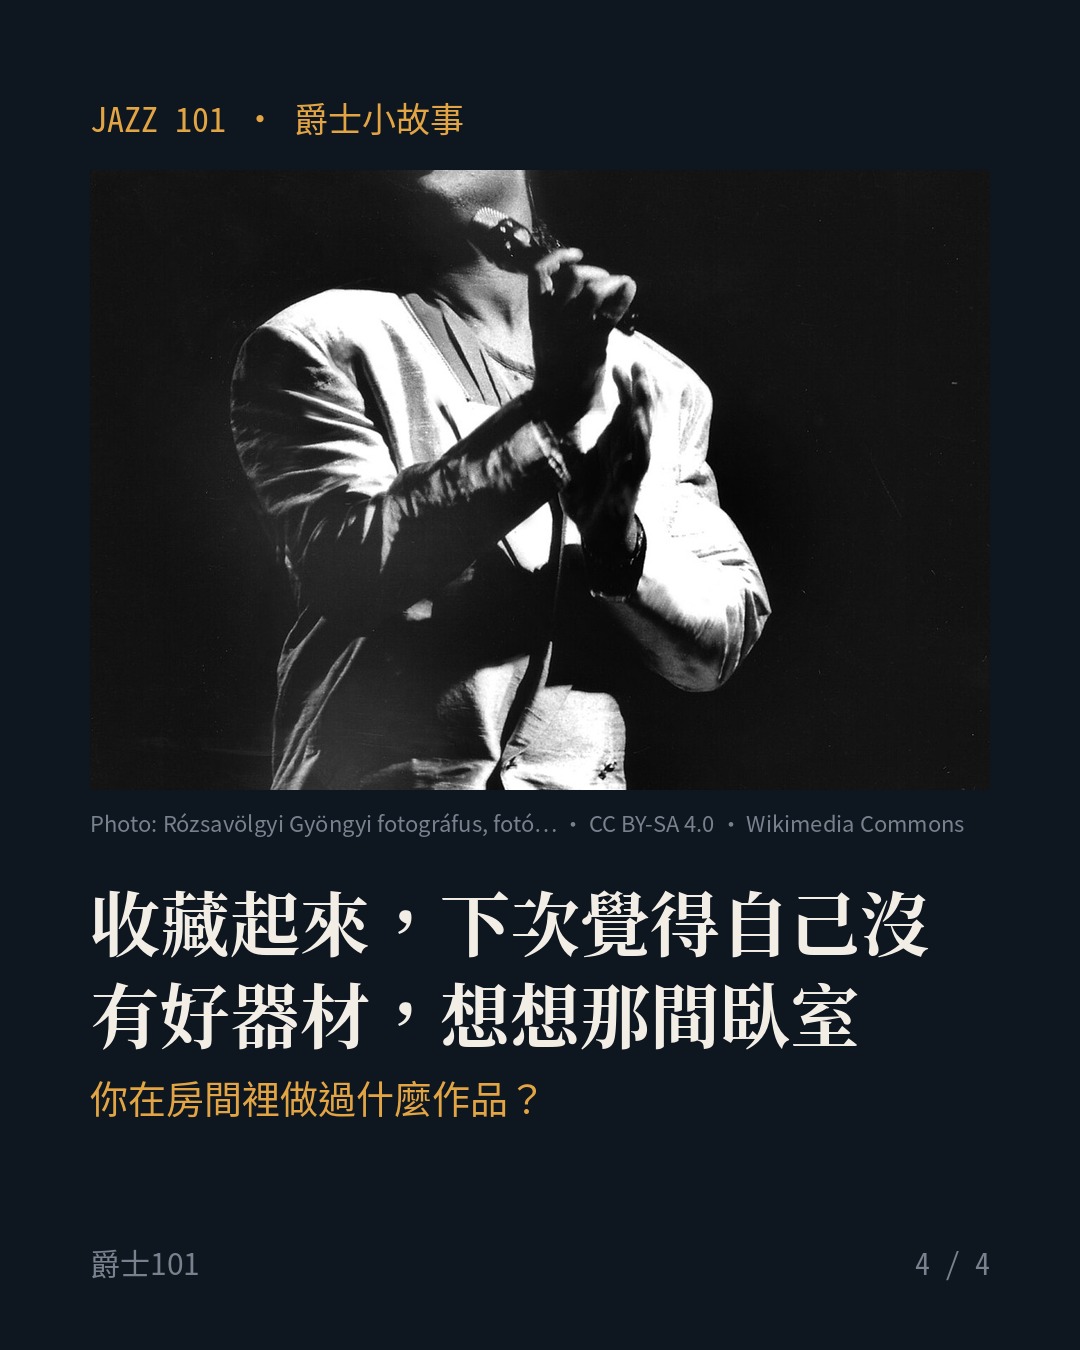 JAZZ 101 · 爵士小故事
Photo: Rózsavölgyi Gyöngyi fotográfus, fotó… · CC BY-SA 4.0 · Wikimedia Commons
收藏起來，下次覺得自己沒
有好器材，想想那間臥室
你在房間裡做過什麼作品？
爵士101
4 / 4